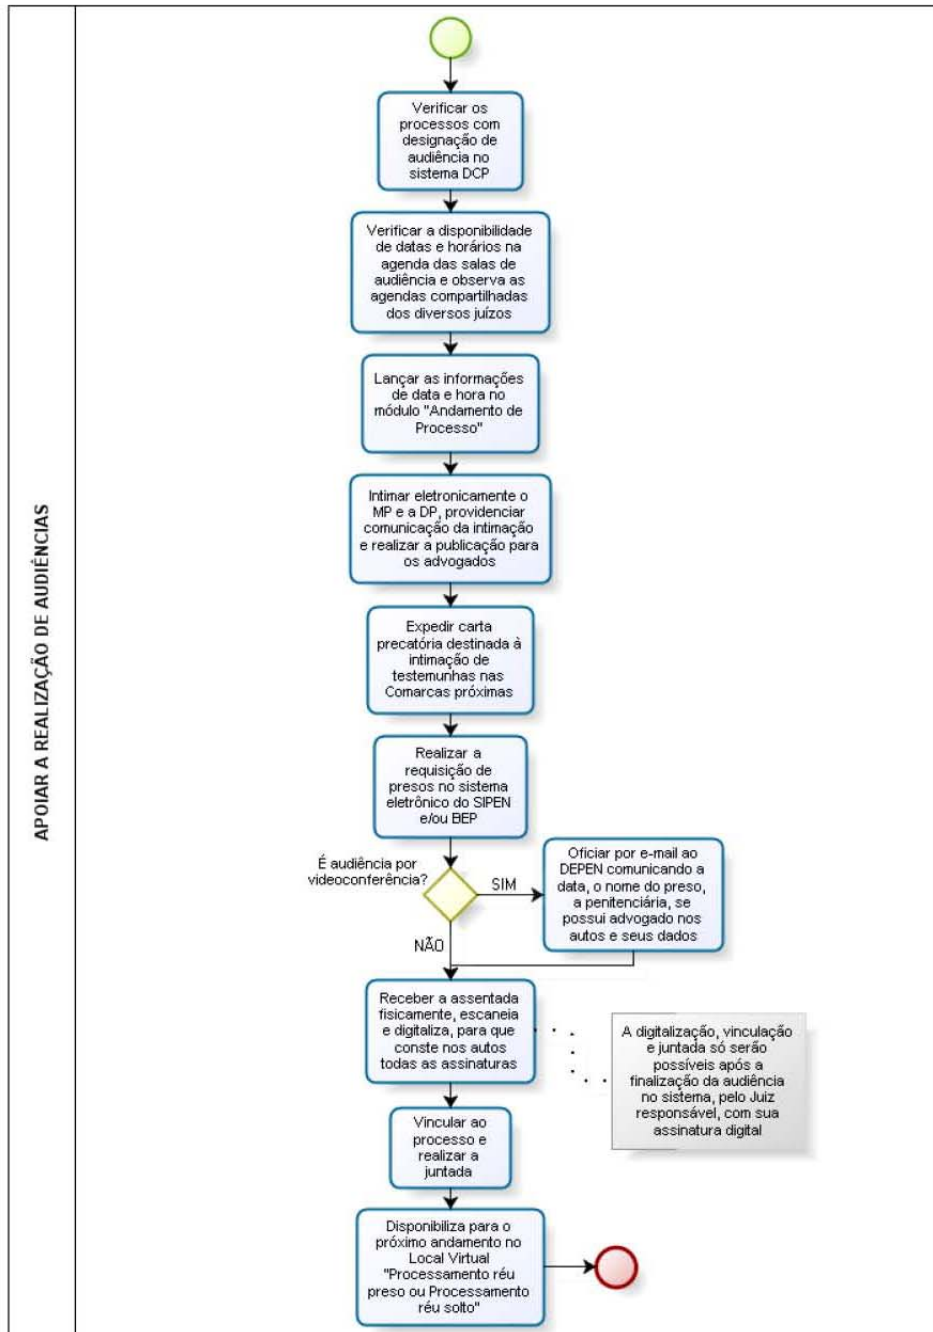 APOIAR A REALIZAÇÃO DE AUDIÊNCIAS
Verificar os
processos com
designação de
audiência no
sistema DCP
Verificar a disponibilidade
de datas e horários na
agenda das salas de
audiência e observa as
agendas compartilhadas
dos diversos juízos
Lançar as informações
de data e hora no
módulo "Andamento de
Processo"
Intimar eletronicamente o
MP e a DP, providenciar
comunicação da intimação
e realizar a publicação para
os advogados
Expedir carta
precatória destinada à
intimação de
testemunhas nas
Comarcas próximas
Realizar a
requisição de
presos no sistema
eletrônico do SIPEN
e/ou BEP
É audiência por
videoconferência?
SIM
Oficiar por e-mail ao
DEPEN comunicando a
data, o nome do preso,
a penitenciária, se
possui advogado nos
autos e seus dados
NÃO
Receber a assentada
fisicamente, escaneia
e digitaliza, para que
conste nos autos
todas as assinaturas
A digitalização, vinculação
e juntada só serão
possíveis após a
finalização da audiência
no sistema, pelo Juiz
responsável, com sua
assinatura digital
Vincular ao
processo e
realizar a
juntada
Disponibiliza para o
próximo andamento no
Local Virtual
"Processamento réu
preso ou Processamento
réu solto"